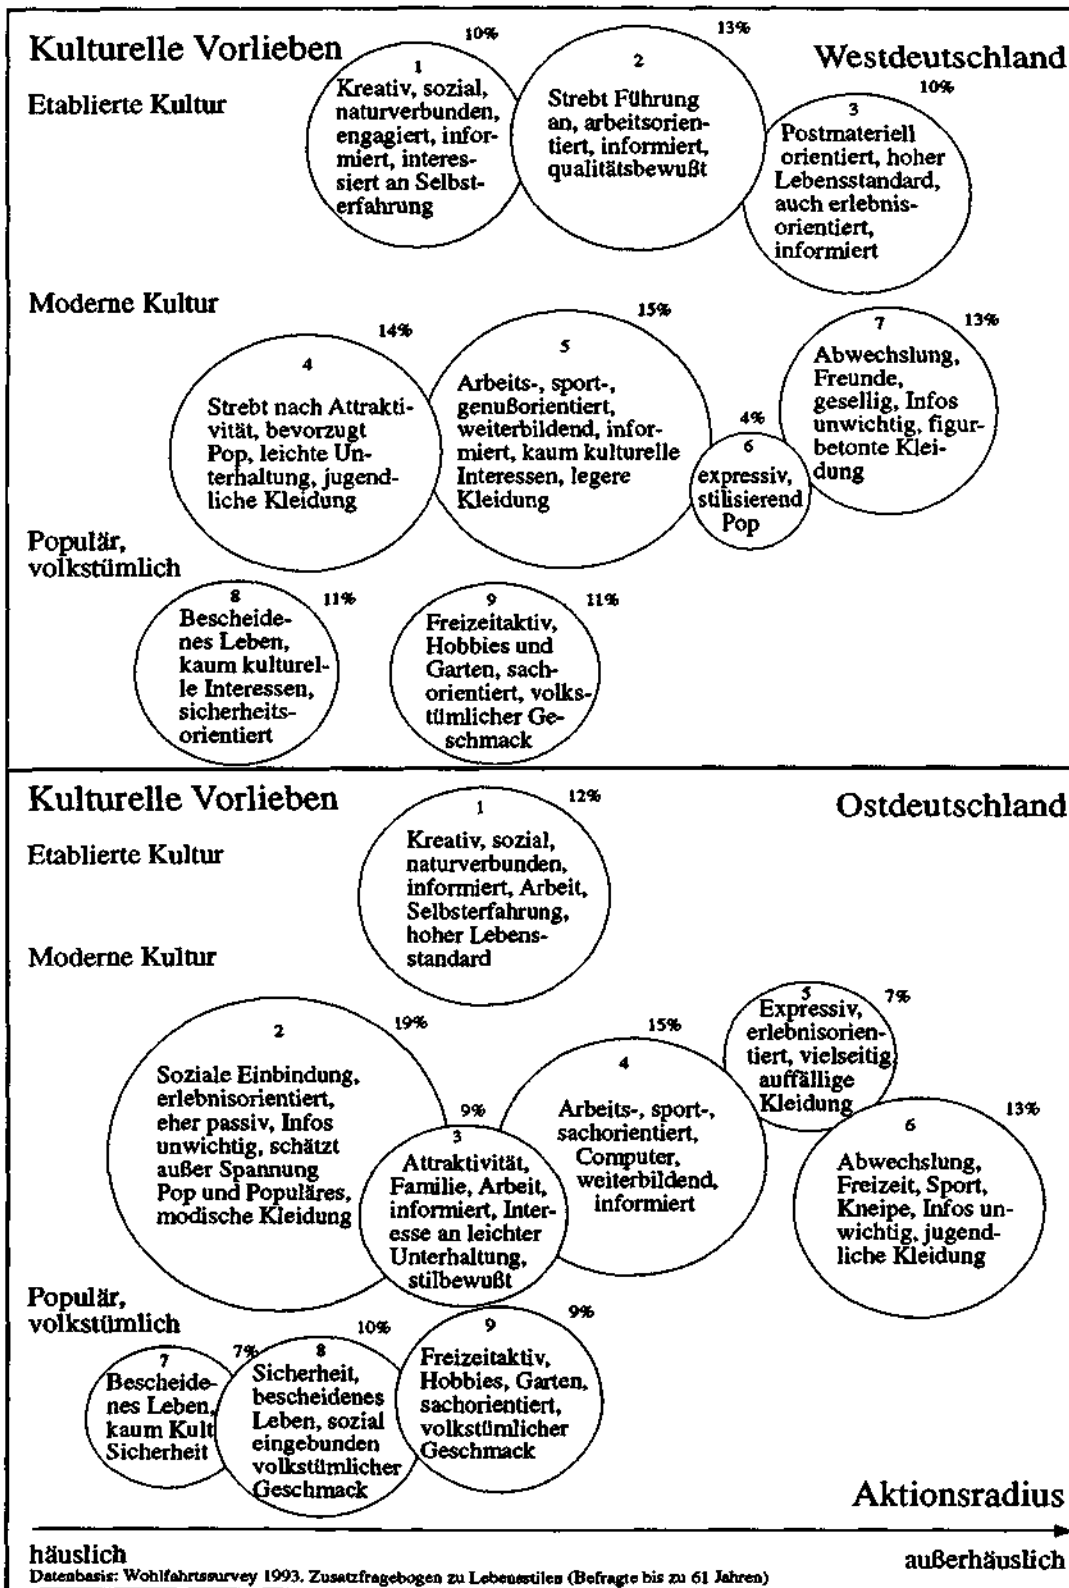 Kulturelle Vorlieben
Westdeutschland
Etablierte Kultur
10%
1
Kreativ, sozial,
naturverbunden,
engagiert, infor-
miert, interes-
siert an Selbst-
erfahrung
13%
2
Strebt Führung
an, arbeitsorien-
tiert, informiert,
qualitätsbewußt
10%
3
Postmateriell
orientiert, hoher
Lebensstandard,
auch erlebnis-
orientiert,
informiert
Moderne Kultur
14%
4
Strebt nach Attrakti-
vität, bevorzugt
Pop, leichte Un-
terhaltung, jugend-
liche Kleidung
15%
5
Arbeits-, sport-,
genußorientiert,
weiterbildend, infor-
miert, kaum kulturelle
Interessen, legere
Kleidung
4%
6
expressiv,
stilisierend
Pop
13%
7
Abwechslung,
Freunde,
gesellig, Infos
unwichtig, figur-
betonte Klei-
dung
Populär,
volkstümlich
11%
8
Bescheide-
nes Leben,
kaum kulturel-
le Interessen,
sicherheits-
orientiert
11%
9
Freizeitaktiv,
Hobbies und
Garten, sach-
orientiert, volks-
tümlicher Ge-
schmack
Kulturelle Vorlieben
Ostdeutschland
Etablierte Kultur
12%
1
Kreativ, sozial,
naturverbunden,
informiert, Arbeit,
Selbsterfahrung,
hoher Lebens-
standard
Moderne Kultur
19%
2
Soziale Einbindung,
erlebnisorientiert,
eher passiv, Infos
unwichtig, schätzt
außer Spannung
Pop und Populäres,
modische Kleidung
9%
3
Attraktivität,
Familie, Arbeit,
informiert, Inter-
esse an leichter
Unterhaltung,
stilbewußt
15%
4
Arbeits-, sport-,
sachorientiert,
Computer,
weiterbildend,
informiert
7%
5
Expressiv,
erlebnisorien-
tiert, vielseitig,
auffällige
Kleidung
13%
6
Abwechslung,
Freizeit, Sport,
Kneipe, Infos un-
wichtig, jugend-
liche Kleidung
Populär,
volkstümlich
7%
7
Bescheide-
nes Leben,
kaum Kult
Sicherheit
10%
8
Sicherheit,
bescheidenes
Leben, sozial
eingebunden
volkstümlicher
Geschmack
9%
9
Freizeitaktiv,
Hobbies, Garten,
sachorientiert,
volkstümlicher
Geschmack
Aktionsradius
häuslich
außerhäuslich
Datenbasis: Wohlfahrtssurvey 1993. Zusatzfragebogen zu Lebensstilen (Befragte bis zu 61 Jahren)